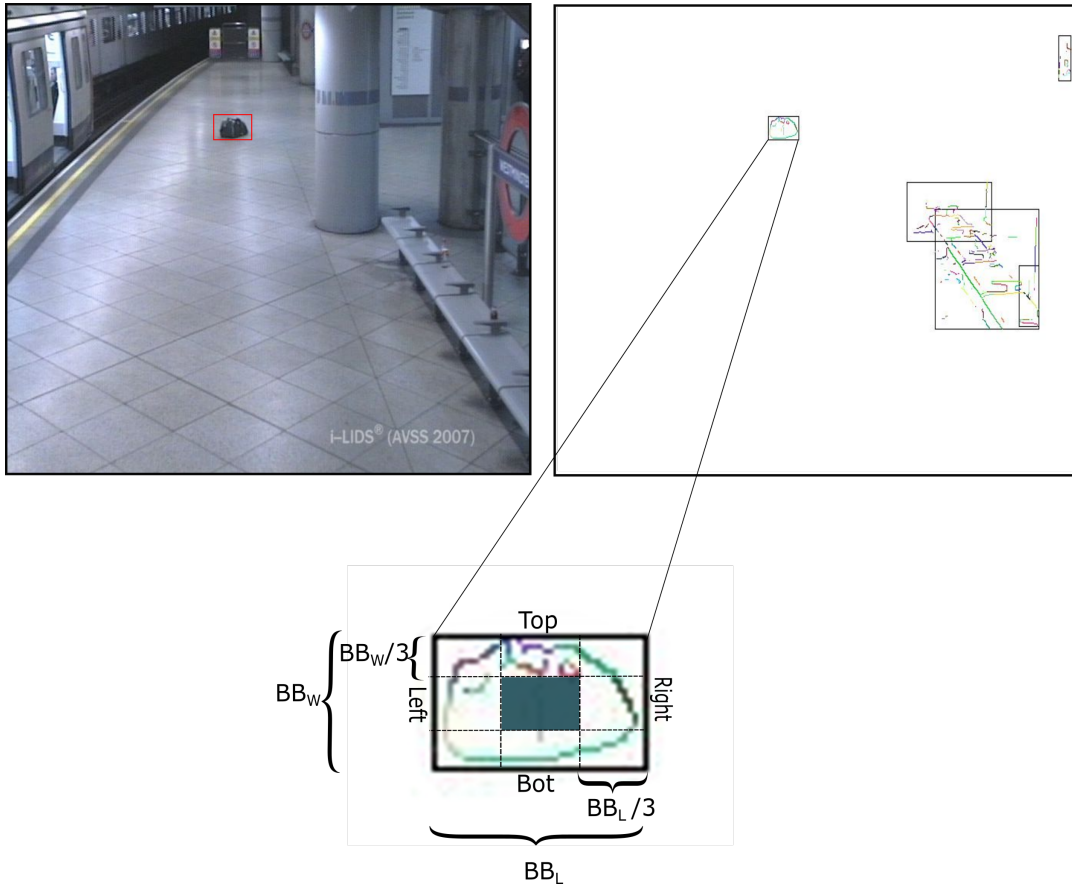 i-LIDS® (AVSS 2007)
Top
BB_W/3
BB_W
Left
Right
Bot
BB_L/3
BB_L